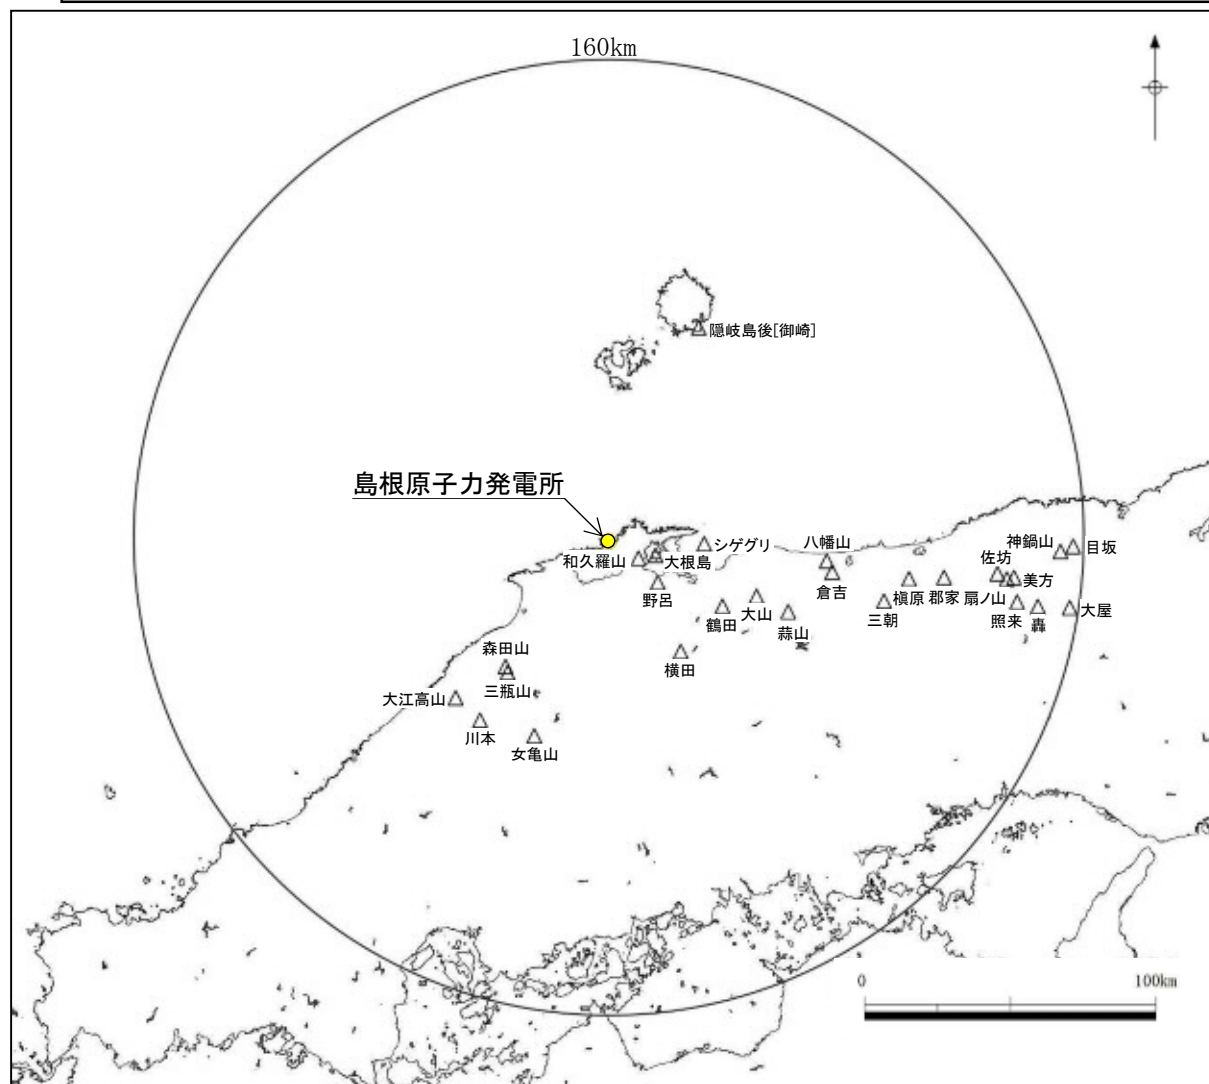 160km
隠岐島後[御崎]
島根原子力発電所
シゲグリ
八幡山
神鍋山
目坂
和久羅山
大根島
佐坊
美方
野呂
倉吉
槇原
郡家
扇ノ山
大山
三朝
照来
轟
大屋
鶴田
蒜山
森田山
横田
三瓶山
大江高山
川本
女亀山
0
100km